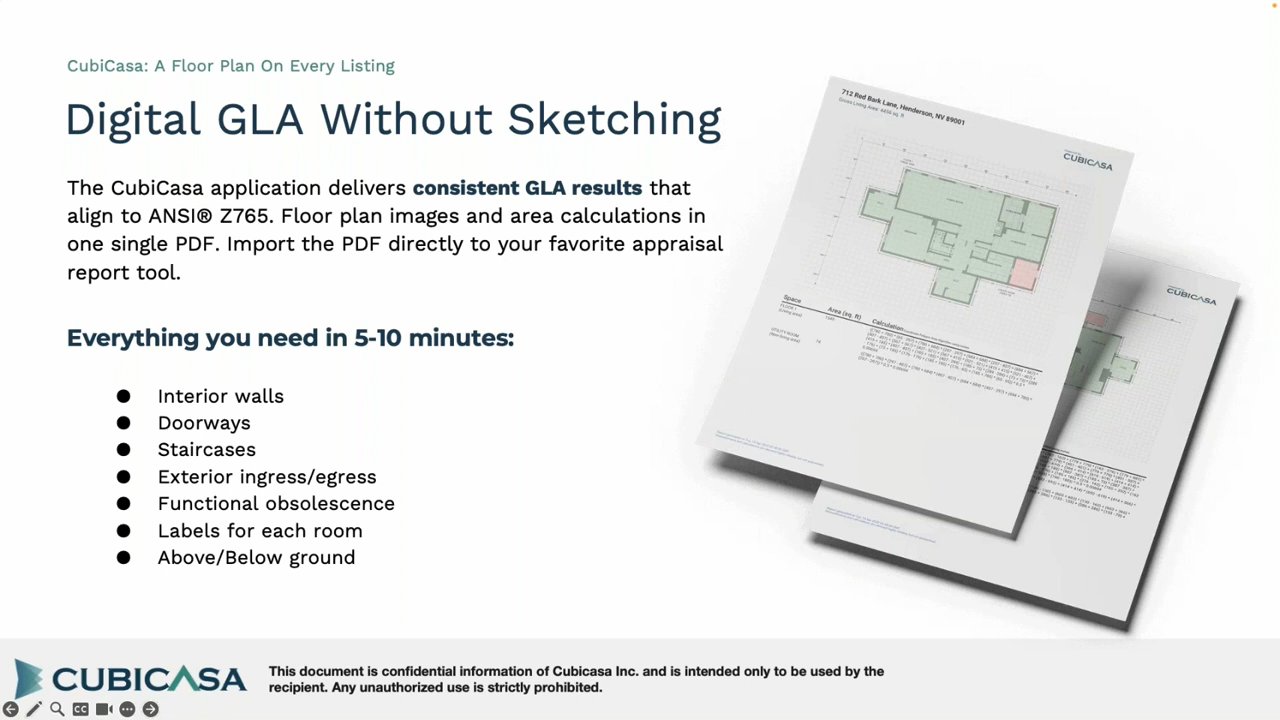 CubiCasa: A Floor Plan On Every Listing
Digital GLA Without Sketching
The CubiCasa application delivers consistent GLA results that
align to ANSI® Z765. Floor plan images and area calculations in
one single PDF. Import the PDF directly to your favorite appraisal
report tool.
Everything you need in 5-10 minutes:
● Interior walls
● Doorways
● Staircases
● Exterior ingress/egress
● Functional obsolescence
● Labels for each room
● Above/Below ground
712 Red Bark Lane, Henderson, NV 89001
Gross Living Area:
CUBICASA
Space Area (sq. ft) Calculation
CUBICASA
CUBICASA
This document is confidential information of Cubicasa Inc. and is intended only to be used by the
recipient. Any unauthorized use is strictly prohibited.
CC